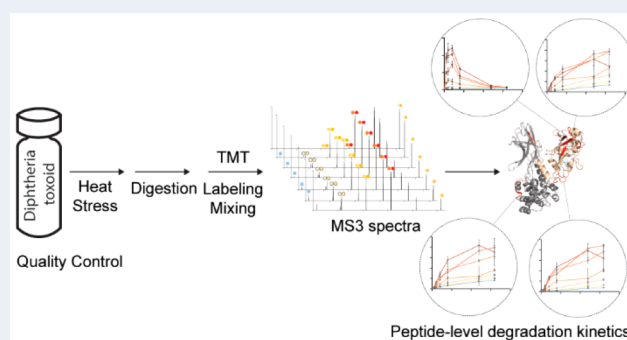 Diphtheria
toxoid
Quality Control
Heat
Stress
Digestion
TMT
Labeling
Mixing
MS3 spectra
Peptide-level degradation kinetics